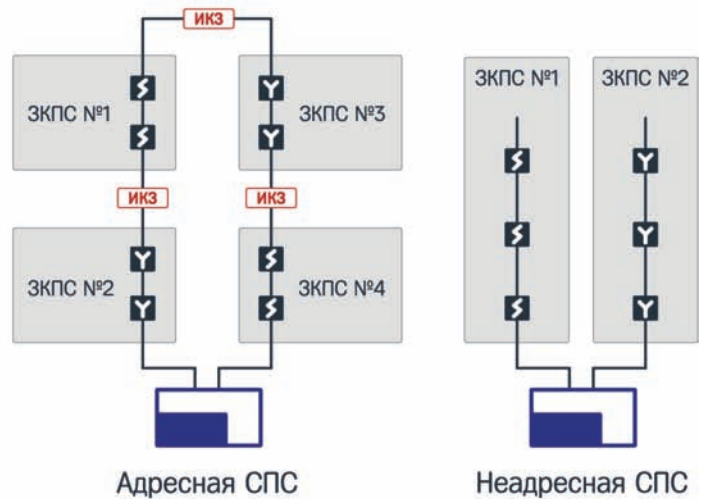 ИКЗ
ЗКПС №1
ЗКПС №3
ИКЗ
ИКЗ
ЗКПС №2
ЗКПС №4
Адресная СПС
ЗКПС №1
ЗКПС №2
Неадресная СПС